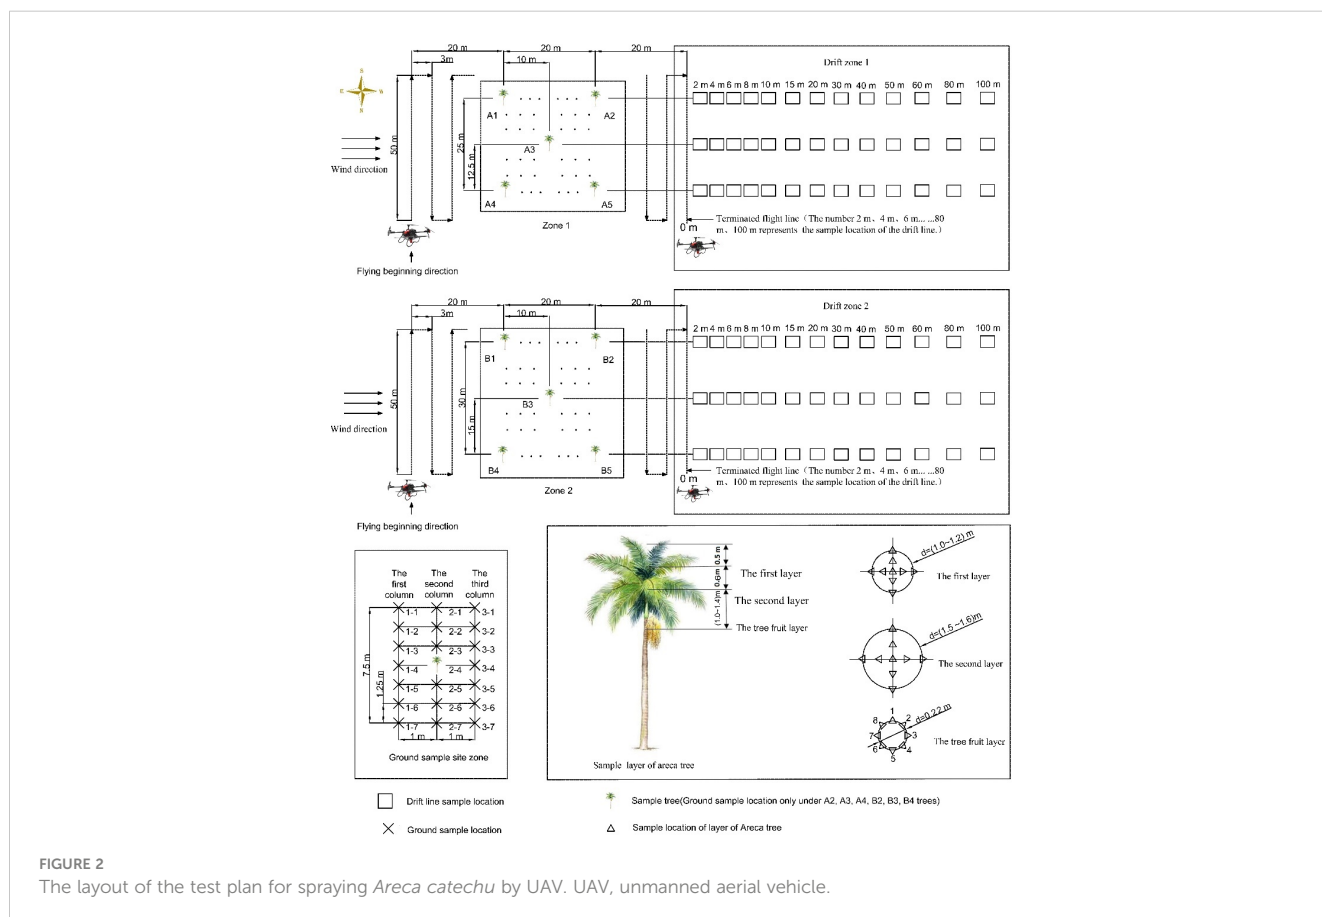 20 m 20 m 20 m
3m 10 m
Drift zone 1
S
E W
N
2 m 4 m 6 m 8 m 10 m 15 m 20 m 30 m 40 m 50 m 60 m 80 m 100 m
A1 A2
50 m 25 m 12.5 m
A3
Wind direction
A4 A5
Zone 1
0 m
Terminated flight line（The number 2 m、4 m、6 m... ...80
m、100 m represents the sample location of the drift line.）
Flying beginning direction
20 m 20 m 20 m
3m 10 m
Drift zone 2
2 m 4 m 6 m 8 m 10 m 15 m 20 m 30 m 40 m 50 m 60 m 80 m 100 m
B1 B2
50 m 30 m 15 m
B3
Wind direction
B4 B5
Zone 2
0 m
Terminated flight line（The number 2 m、4 m、6 m... ...80
m、100 m represents the sample location of the drift line.）
Flying beginning direction
The The The
first second third
column column column
1-1 2-1 3-1
1-2 2-2 3-2
1-3 2-3 3-3
1-4 2-4 3-4
1-5 2-5 3-5
1-6 2-6 3-6
1-7 2-7 3-7
7.5 m 1.25 m
1 m 1 m
Ground sample site zone
0.5 m
0.6m
(1.0~1.4)m
The first layer
The second layer
The tree fruit layer
Sample layer of areca tree
d=(1.0~1.2) m
The first layer
d=(1.5~1.6)m
The second layer
d=0.22 m
1
8 2
7 3
6 4
5
The tree fruit layer
Drift line sample location
Sample tree(Ground sample location only under A2, A3, A4, B2, B3, B4 trees)
Ground sample location
Sample location of layer of Areca tree
FIGURE 2
The layout of the test plan for spraying Areca catechu by UAV. UAV, unmanned aerial vehicle.